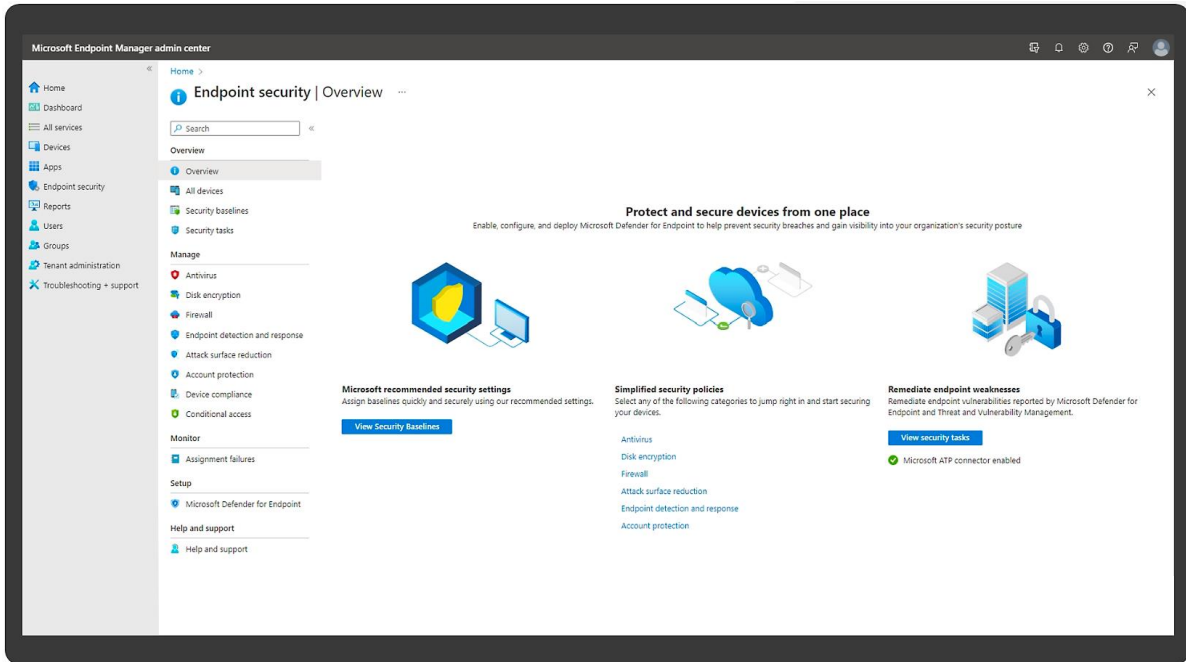 Microsoft Endpoint Manager admin center
Home
Dashboard
All services
Devices
Apps
Endpoint security
Reports
Users
Groups
Tenant administration
Troubleshooting + support
Home >
Endpoint security | Overview ...
Search
Overview
Overview
All devices
Security baselines
Security tasks
Manage
Antivirus
Disk encryption
Firewall
Endpoint detection and response
Attack surface reduction
Account protection
Device compliance
Conditional access
Monitor
Assignment failures
Setup
Microsoft Defender for Endpoint
Help and support
Help and support
Protect and secure devices from one place
Enable, configure, and deploy Microsoft Defender for Endpoint to help prevent security breaches and gain visibility into your organization's security posture
Microsoft recommended security settings
Assign baselines quickly and securely using our recommended settings.
View Security Baselines
Simplified security policies
Select any of the following categories to jump right in and start securing
your devices.
Antivirus
Disk encryption
Firewall
Attack surface reduction
Endpoint detection and response
Account protection
Remediate endpoint weaknesses
Remediate endpoint vulnerabilities reported by Microsoft Defender for
Endpoint and Threat and Vulnerability Management.
View security tasks
Microsoft ATP connector enabled